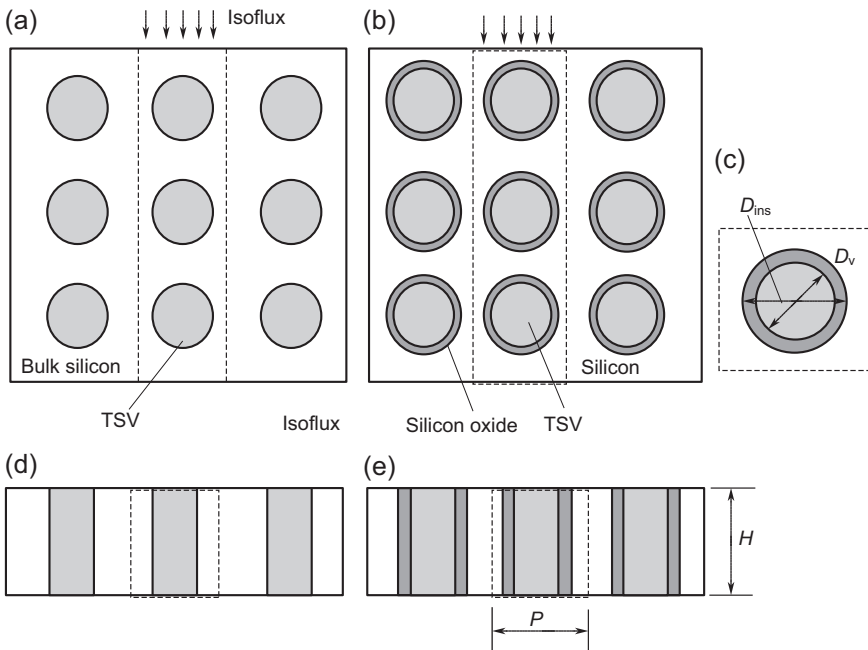 (a)
Isoflux
(b)
(c)
D_ins
D_v
Bulk silicon
Silicon
TSV
Isoflux
Silicon oxide
TSV
(d)
(e)
H
P